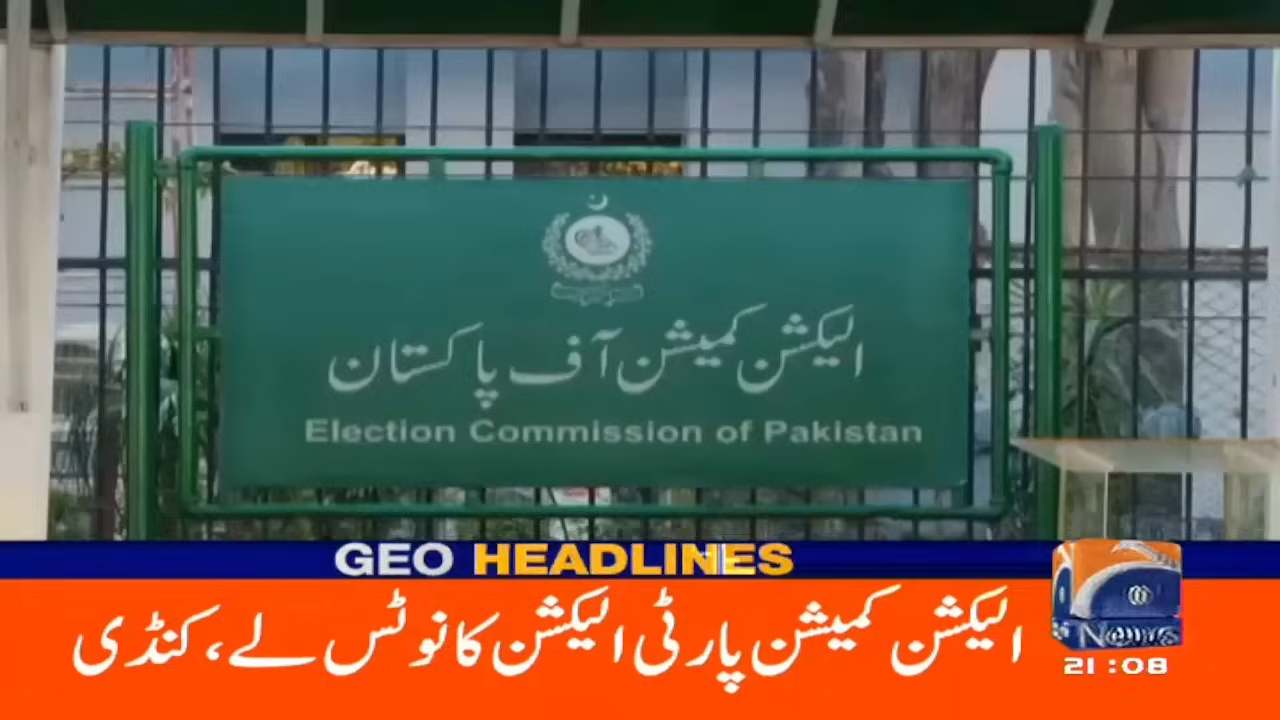 الیکشن کمیشن آف پاکستان
Election Commission of Pakistan
GEO HEADLINES
الیکشن کمیشن پارٹی الیکشن کا نوٹس لے، کنڈی
News
21:08